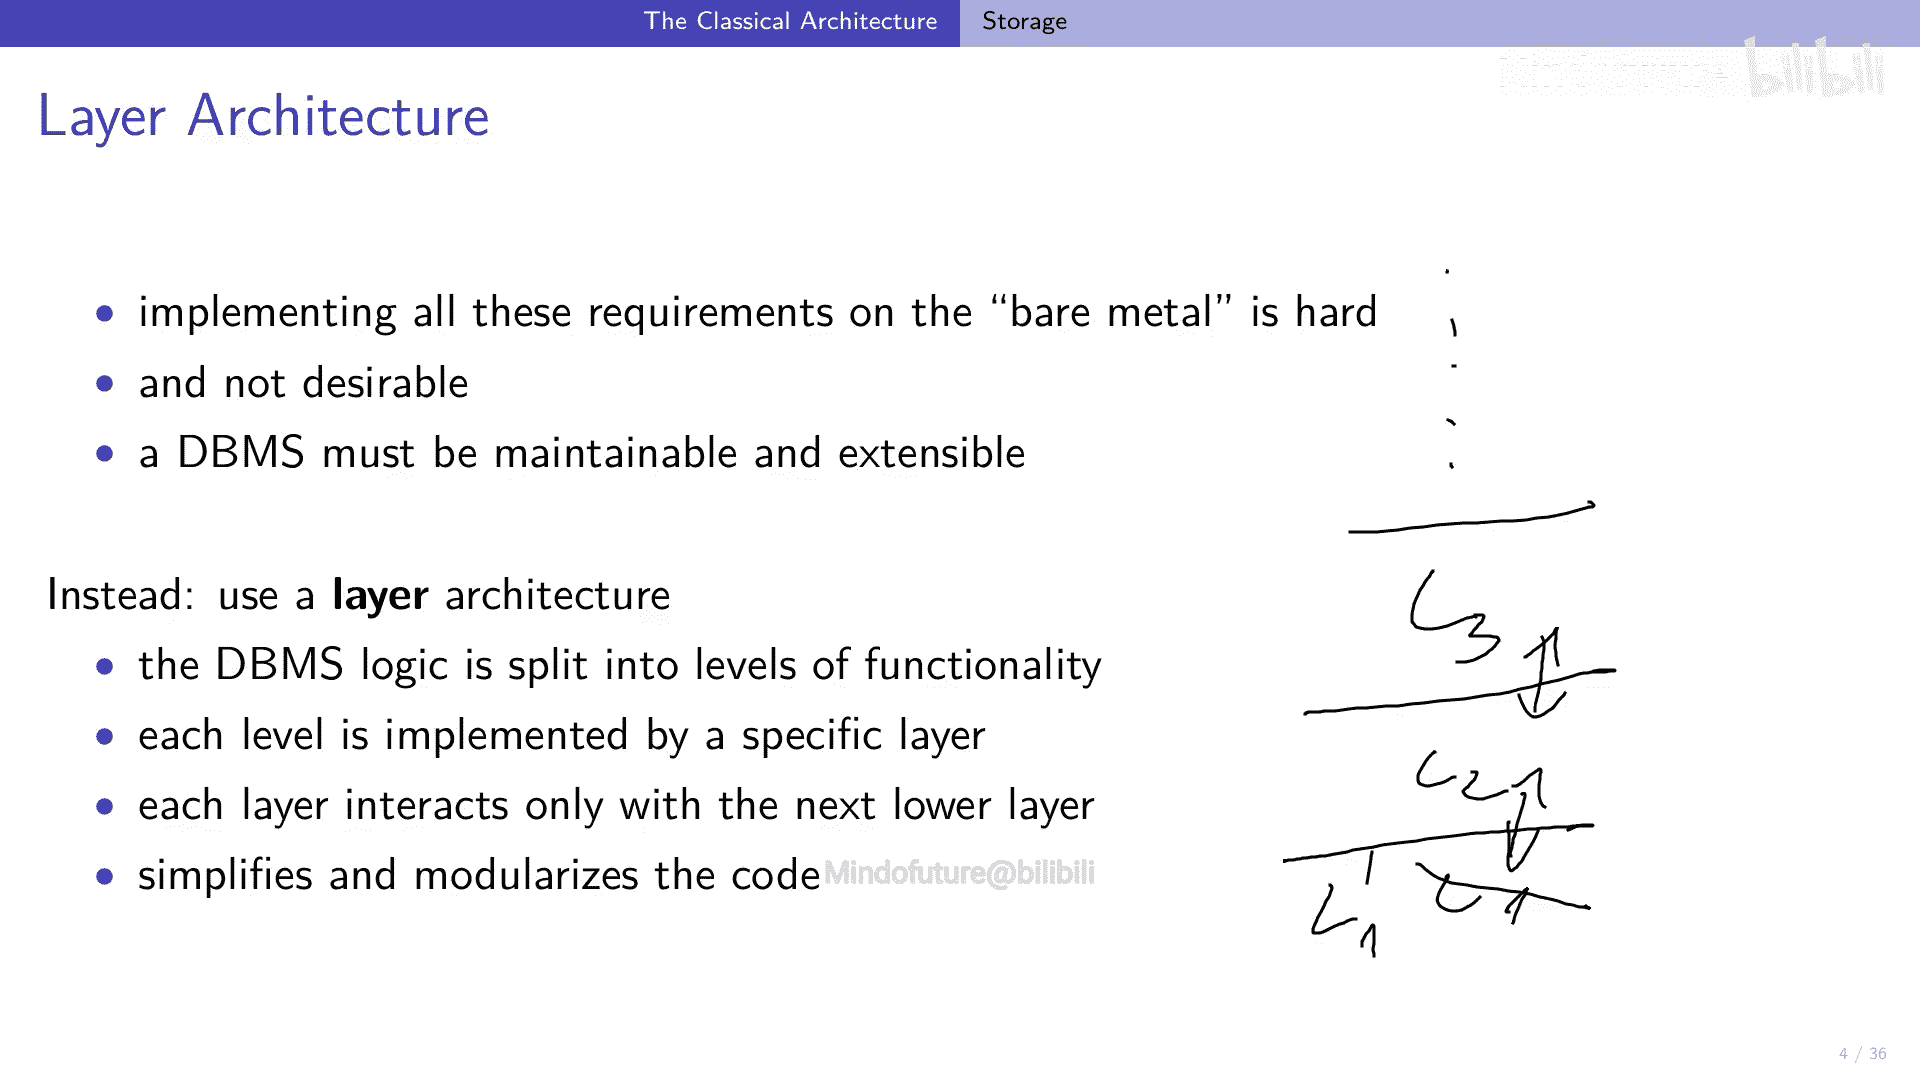 The Classical Architecture Storage
bilibili
Layer Architecture
• implementing all these requirements on the “bare metal” is hard
• and not desirable
• a DBMS must be maintainable and extensible
Instead: use a layer architecture
• the DBMS logic is split into levels of functionality
• each level is implemented by a specific layer
• each layer interacts only with the next lower layer
• simplifies and modularizes the code
Mindofuture@bilibili
L3
L2
L1
4 / 36